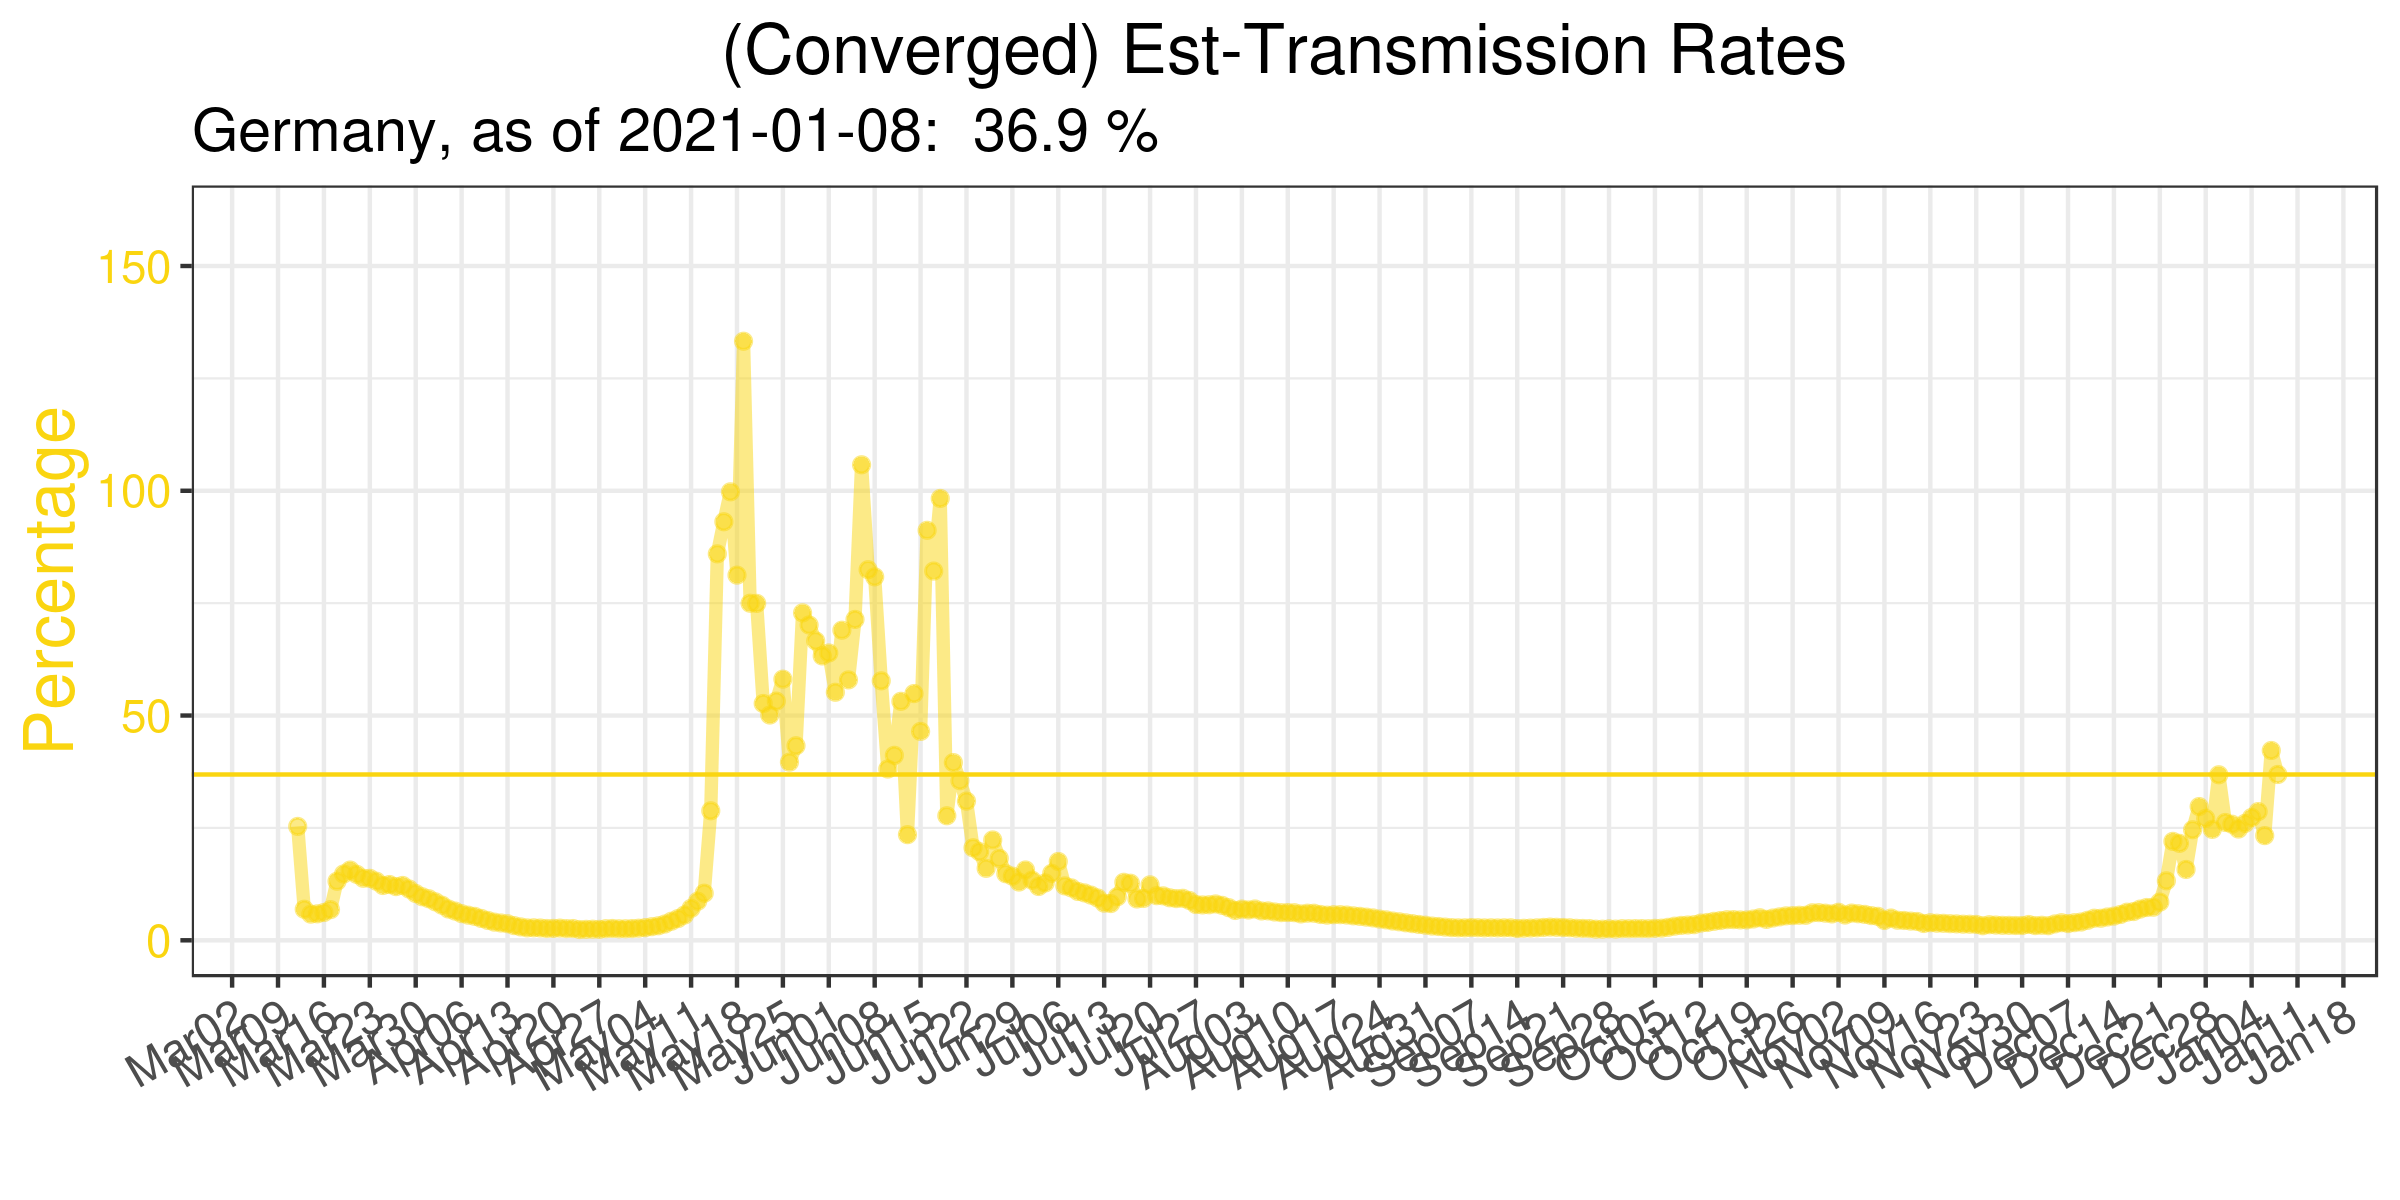 (Converged) Est-Transmission Rates
Germany, as of 2021-01-08:  36.9 %
Percentage
150
100
50
0
Mar02
Mar09
Mar16
Mar23
Mar30
Apr06
Apr13
Apr20
Apr27
May04
May11
May18
May25
Jun01
Jun08
Jun15
Jun22
Jun29
Jul06
Jul13
Jul20
Jul27
Aug03
Aug10
Aug17
Aug24
Aug31
Sep07
Sep14
Sep21
Sep28
Oct05
Oct12
Oct19
Oct26
Nov02
Nov09
Nov16
Nov23
Nov30
Dec07
Dec14
Dec21
Dec28
Jan04
Jan11
Jan18